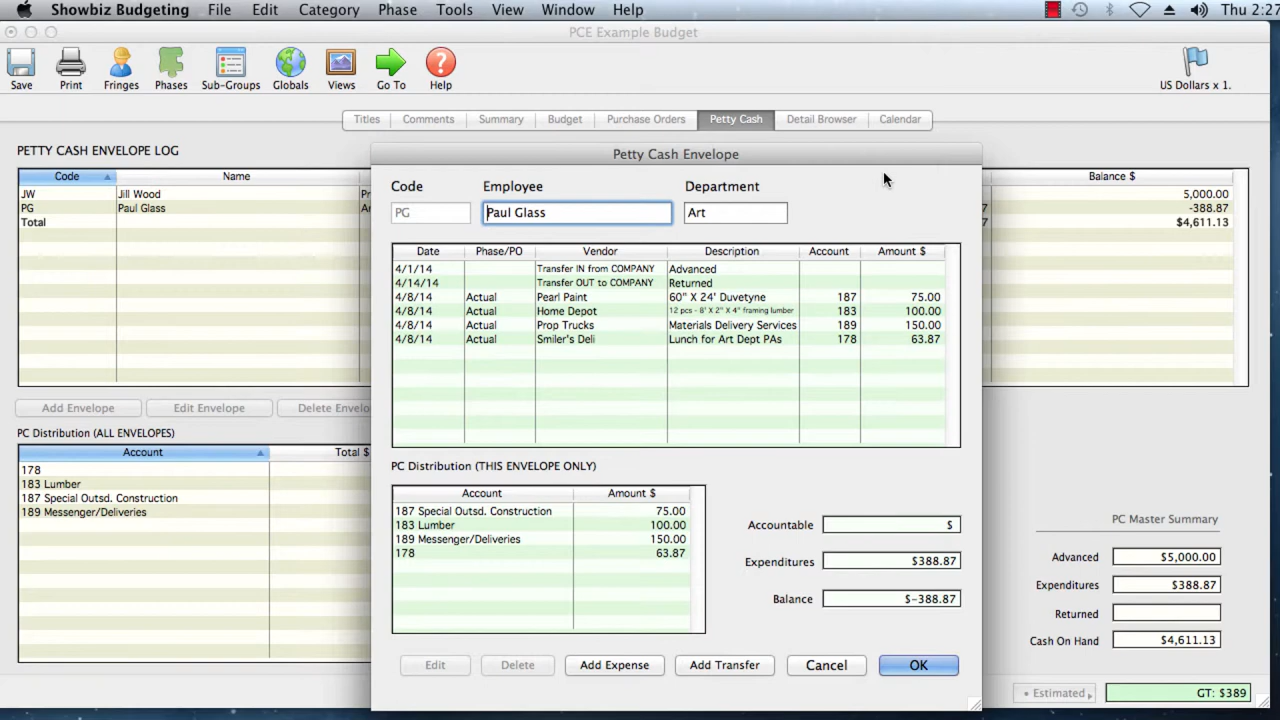 Showbiz Budgeting File Edit Category Phase Tools View Window Help Thu 2:27
PCE Example Budget
Save Print Fringes Phases Sub-Groups Globals Views Go To Help US Dollars x 1.
Titles Comments Summary Budget Purchase Orders Petty Cash Detail Browser Calendar
PETTY CASH ENVELOPE LOG
Code Name Balance $
JW Jill Wood Pr 5,000.00
PG Paul Glass Ar 7 -388.87
Total 7 $4,611.13
Add Envelope Edit Envelope Delete Envelo
PC Distribution (ALL ENVELOPES)
Account Total $
178
183 Lumber
187 Special Outsd. Construction
189 Messenger/Deliveries
Petty Cash Envelope
Code Employee Department
PG Paul Glass Art
Date Phase/PO Vendor Description Account Amount $
4/1/14 Transfer IN from COMPANY Advanced
4/14/14 Transfer OUT to COMPANY Returned
4/8/14 Actual Pearl Paint 60" X 24' Duvetyne 187 75.00
4/8/14 Actual Home Depot 12 pcs - 8' X 2" X 4" framing lumber 183 100.00
4/8/14 Actual Prop Trucks Materials Delivery Services 189 150.00
4/8/14 Actual Smiler's Deli Lunch for Art Dept PAs 178 63.87
PC Distribution (THIS ENVELOPE ONLY)
Account Amount $
187 Special Outsd. Construction 75.00
183 Lumber 100.00
189 Messenger/Deliveries 150.00
178 63.87
Accountable $
Expenditures $388.87
Balance $-388.87
Edit Delete Add Expense Add Transfer Cancel OK
PC Master Summary
Advanced $5,000.00
Expenditures $388.87
Returned
Cash On Hand $4,611.13
• Estimated GT: $389